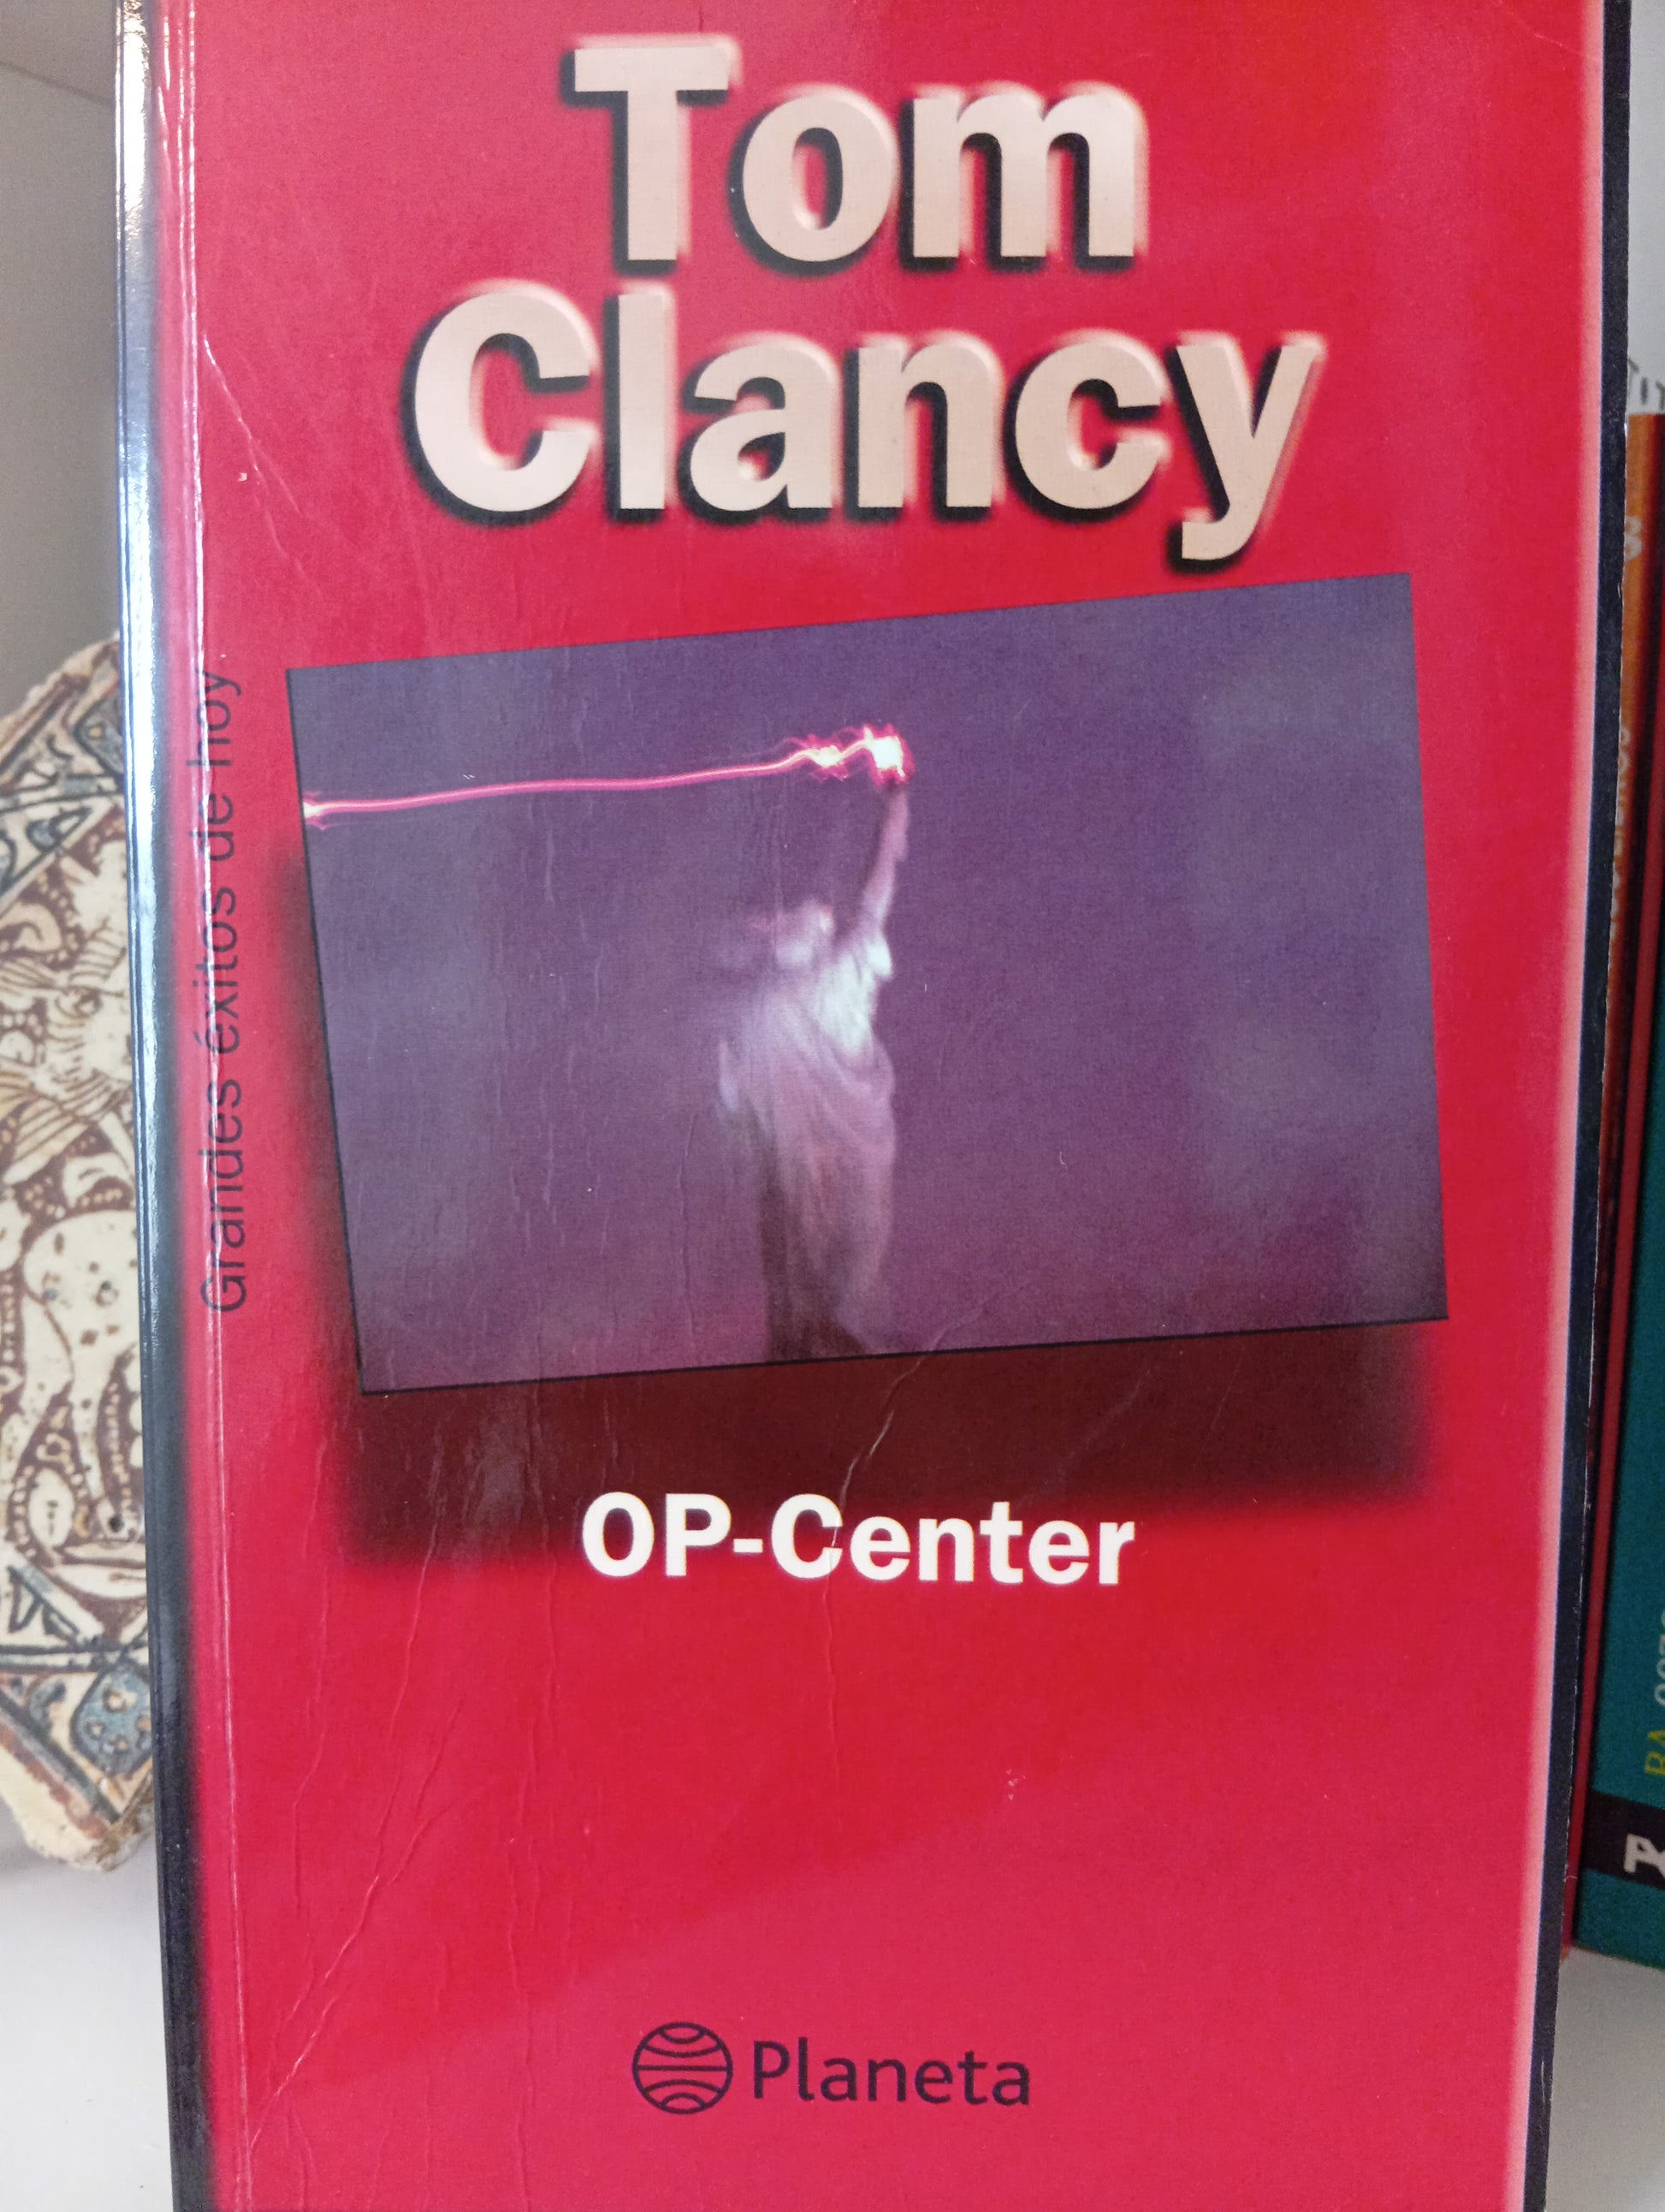 Tom
Clancy
Grandes éxitos de hoy
OP-Center
Planeta